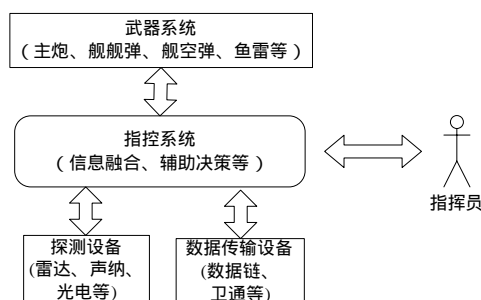 武器系统
（主炮、舰舰弹、舰空弹、鱼雷等）
指控系统
（信息融合、辅助决策等）
指挥员
探测设备
(雷达、声纳、
光电等)
数据传输设备
(数据链、
卫通等)